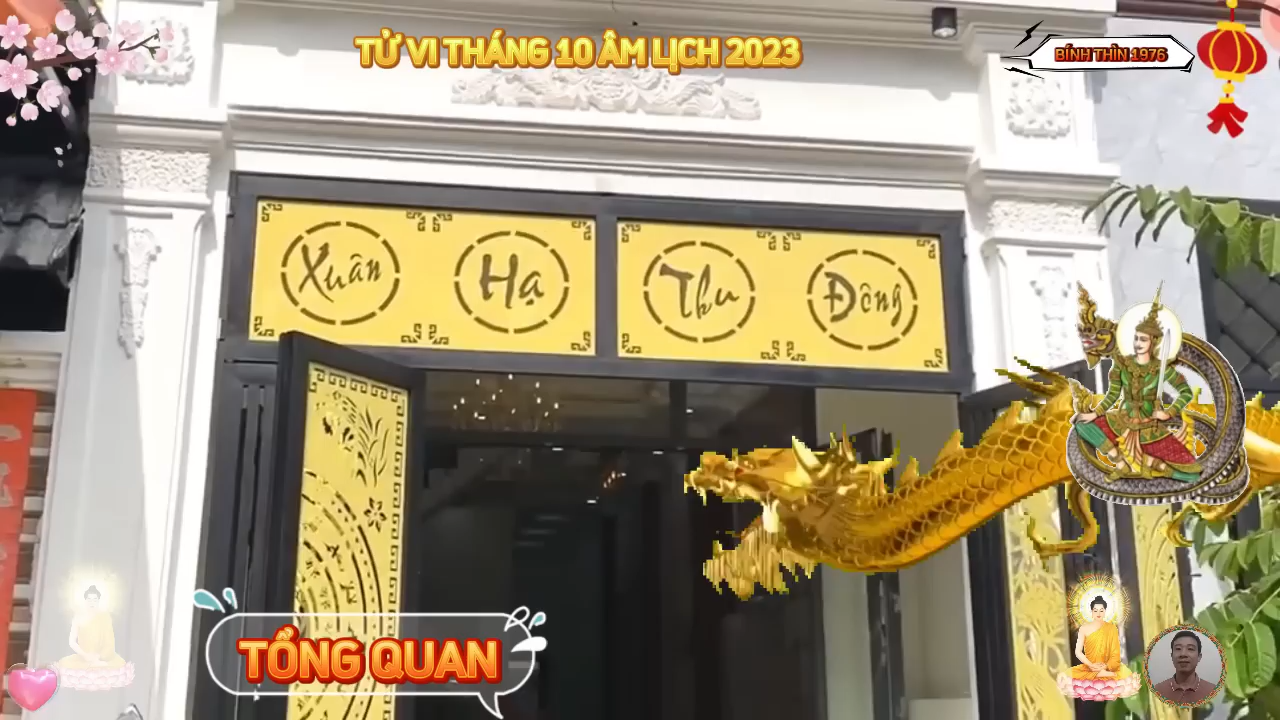 TỬ VI THÁNG 10 ÂM LỊCH 2023
BÍNH THÌN 1976
Xuân Hạ Thu Đông
TỔNG QUAN